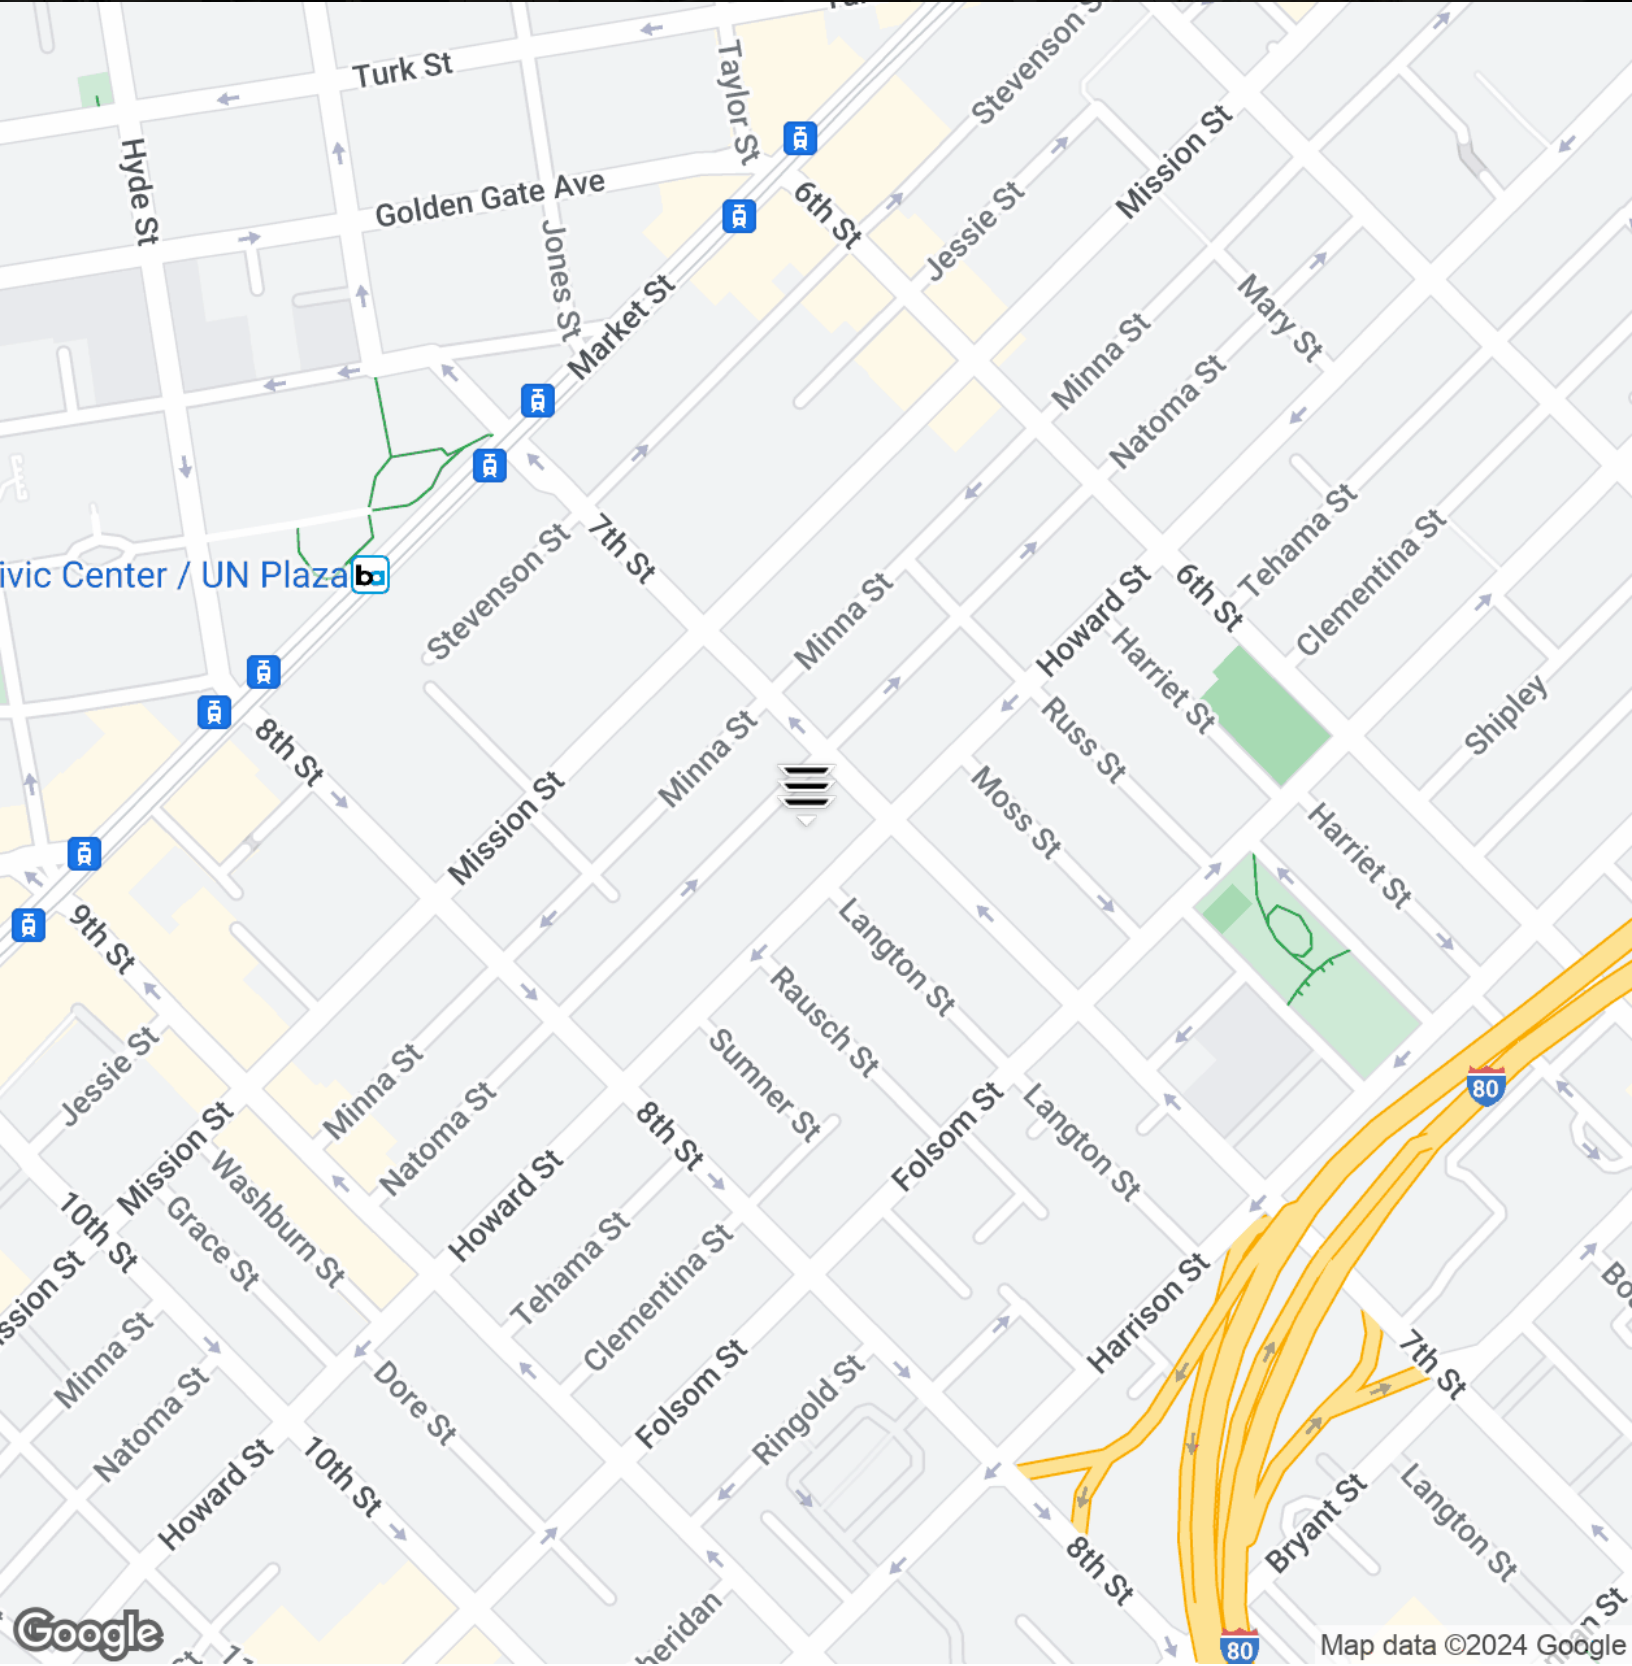 Turk St
Taylor St
Stevenson S
Hyde St
Golden Gate Ave
Jones St
Market St
6th St
Jessie St
Mission St
Mary St
Minna St
Natoma St
7th St
Stevenson St
ivic Center / UN Plaza
ba
Minna St
Howard St
6th St
Tehama St
Clementina St
Harriet St
Shipley
Russ St
8th St
Minna St
Mission St
Moss St
Harriet St
9th St
Langton St
Rausch St
Sumner St
Jessie St
Minna St
Natoma St
8th St
Folsom St
Langton St
80
Mission St
Washburn St
Grace St
10th St
Howard St
Tehama St
Clementina St
Harrison St
ssion St
Minna St
Natoma St
Dore St
Folsom St
Ringold St
7th St
Howard St
10th St
Bryant St
Langton St
8th St
heridan
St
80
Google
Map data ©2024 Google